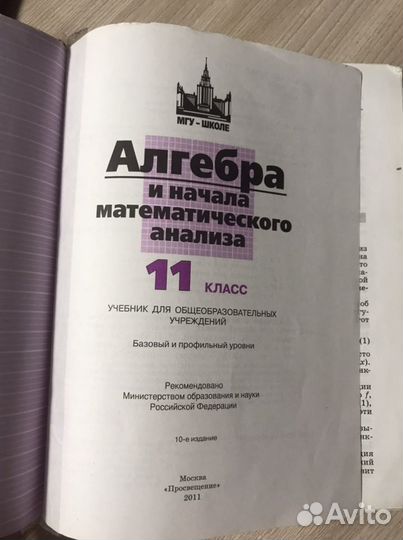 МГУ - ШКОЛЕ
Алгебра
и начала
математического
анализа
11 КЛАСС
УЧЕБНИК ДЛЯ ОБЩЕОБРАЗОВАТЕЛЬНЫХ
УЧРЕЖДЕНИЙ
Базовый и профильный уровни
Рекомендовано
Министерством образования и науки
Российской Федерации
10-е издание
Москва
«Просвещение»
2011
Avito